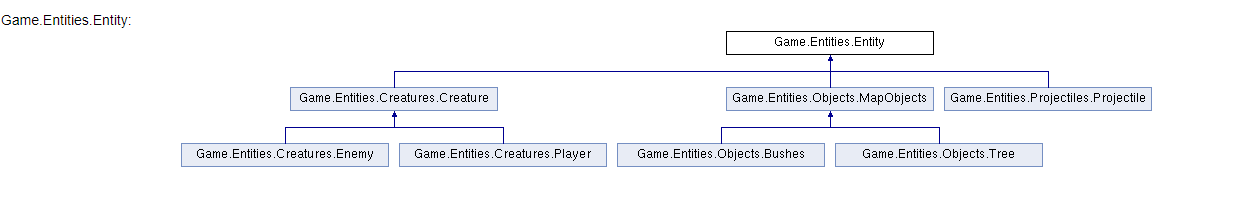 Game.Entities.Entity:
Game.Entities.Entity
Game.Entities.Creatures.Creature
Game.Entities.Objects.MapObjects
Game.Entities.Projectiles.Projectile
Game.Entities.Creatures.Enemy
Game.Entities.Creatures.Player
Game.Entities.Objects.Bushes
Game.Entities.Objects.Tree